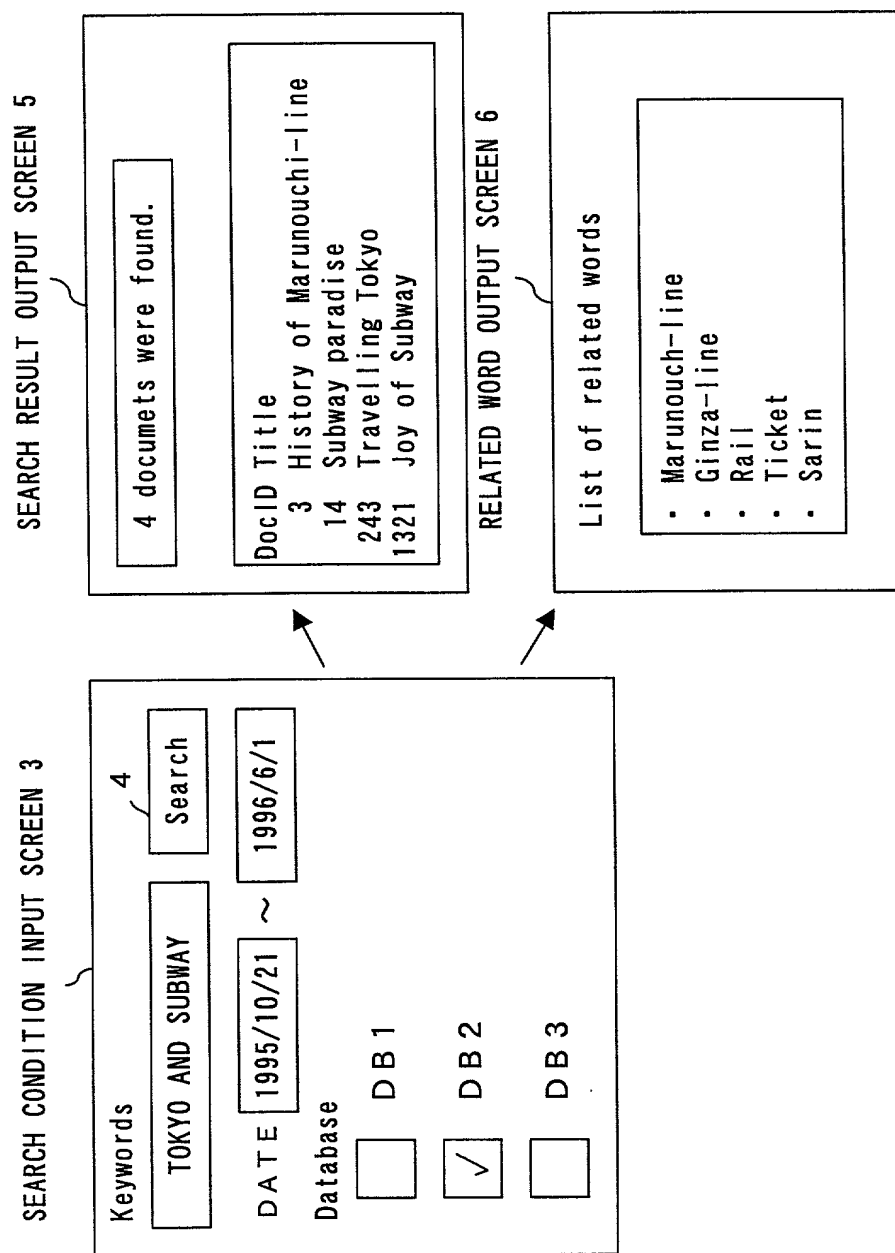 SEARCH CONDITION INPUT SCREEN 3
Keywords
4
TOKYO AND SUBWAY
Search
DATE 1995/10/21 ~ 1996/6/1
Database
DB1
✓ DB2
DB3
SEARCH RESULT OUTPUT SCREEN 5
4 documets were found.
DocID Title
3 History of Marunouchi-line
14 Subway paradise
243 Travelling Tokyo
1321 Joy of Subway
RELATED WORD OUTPUT SCREEN 6
List of related words
・ Marunouch-line
・ Ginza-line
・ Rail
・ Ticket
・ Sarin